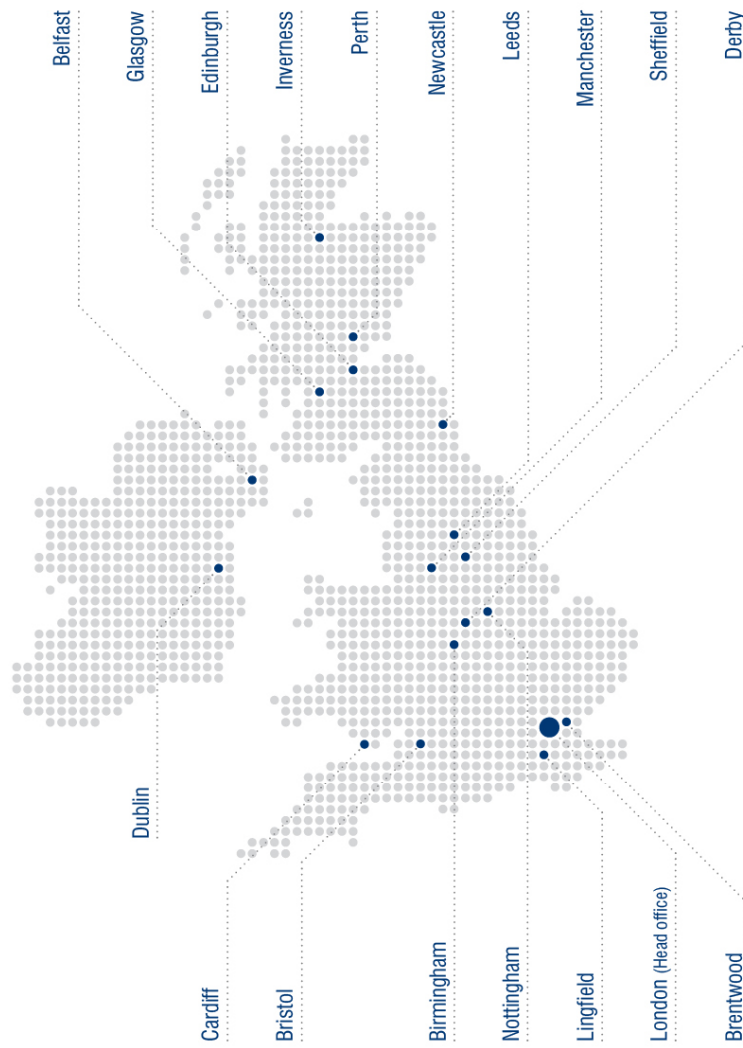 Belfast
Glasgow
Edinburgh
Inverness
Perth
Newcastle
Leeds
Manchester
Sheffield
Derby
Dublin
Cardiff
Bristol
Birmingham
Nottingham
Lingfield
London (Head office)
Brentwood